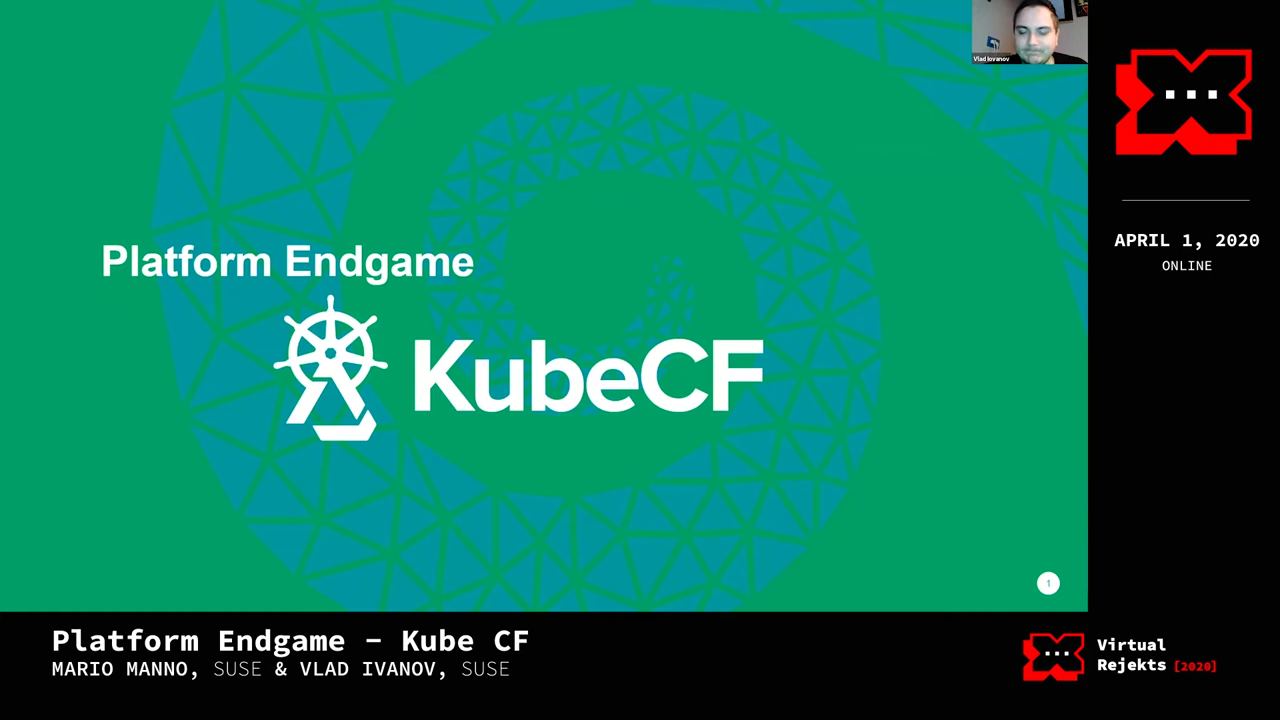 Vlad Iovanov
APRIL 1, 2020
ONLINE
Platform Endgame
KubeCF
1
Platform Endgame – Kube CF
MARIO MANNO, SUSE & VLAD IVANOV, SUSE
Virtual
Rejekts [2020]